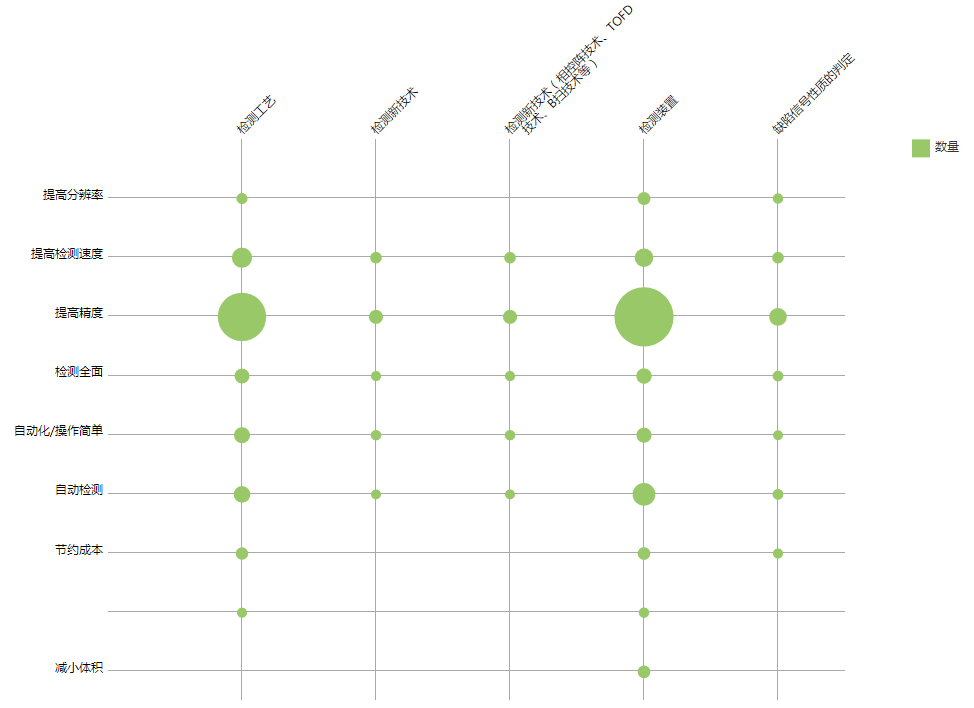 检测工艺
检测新技术
检测新技术（相控阵技术、TOFD
技术、B扫技术等）
检测装置
缺陷信号性质的判定
数量
提高分辨率
提高检测速度
提高精度
检测全面
自动化/操作简单
自动检测
节约成本
减小体积